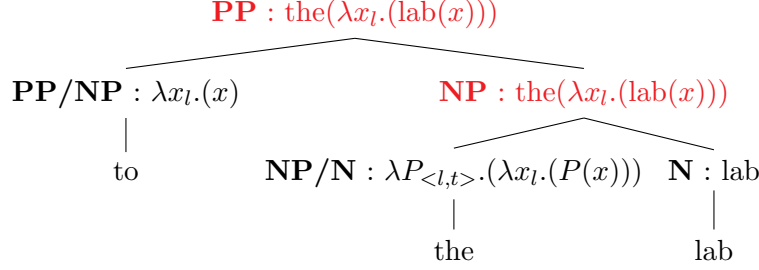 PP : the(λx_l.(lab(x)))
PP/NP : λx_l.(x) NP : the(λx_l.(lab(x)))
to NP/N : λP_{<l,t>}.(λx_l.(P(x))) N : lab
the lab